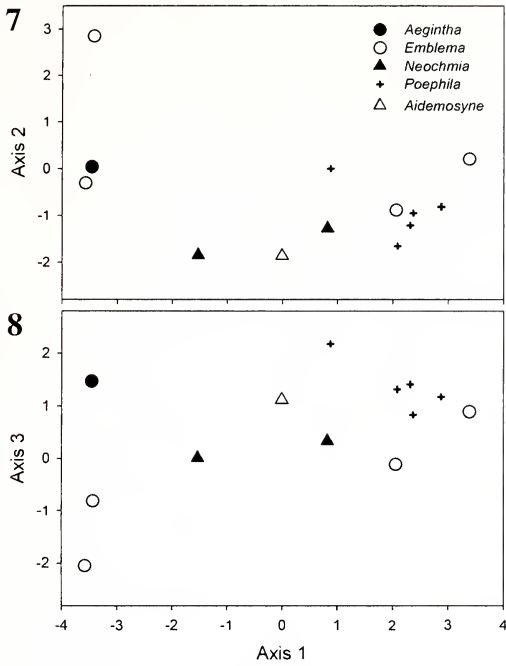 7
3
2
1
0
-1
-2
Axis 2
Aegintha
Emblema
Neochmia
Poephila
Aidemosyne
8
2
1
0
-1
-2
Axis 3
-4 -3 -2 -1 0 1 2 3 4
Axis 1